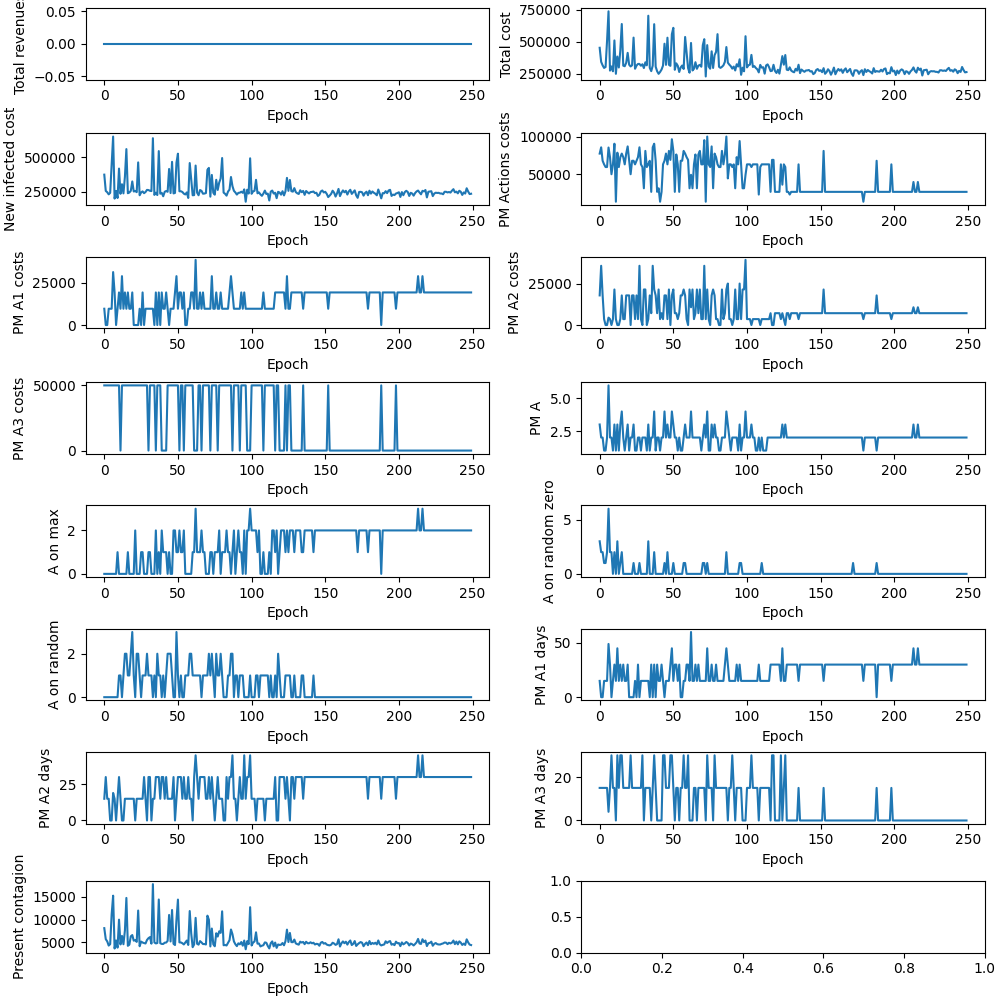 Total revenues
0.05
0.00
−0.05
0 50 100 150 200 250
Epoch
Total cost
750000
500000
250000
0 50 100 150 200 250
Epoch
New infected cost
500000
250000
0 50 100 150 200 250
Epoch
PM Actions costs
100000
50000
0 50 100 150 200 250
Epoch
PM A1 costs
25000
0
0 50 100 150 200 250
Epoch
PM A2 costs
25000
0
0 50 100 150 200 250
Epoch
PM A3 costs
50000
0
0 50 100 150 200 250
Epoch
PM A
5.0
2.5
0 50 100 150 200 250
Epoch
A on max
2
0
0 50 100 150 200 250
Epoch
A on random zero
5
0
0 50 100 150 200 250
Epoch
A on random
2
0
0 50 100 150 200 250
Epoch
PM A1 days
50
0
0 50 100 150 200 250
Epoch
PM A2 days
25
0
0 50 100 150 200 250
Epoch
PM A3 days
20
0
0 50 100 150 200 250
Epoch
Present contagion
15000
10000
5000
0 50 100 150 200 250
Epoch
1.0
0.5
0.0
0.0 0.2 0.4 0.6 0.8 1.0